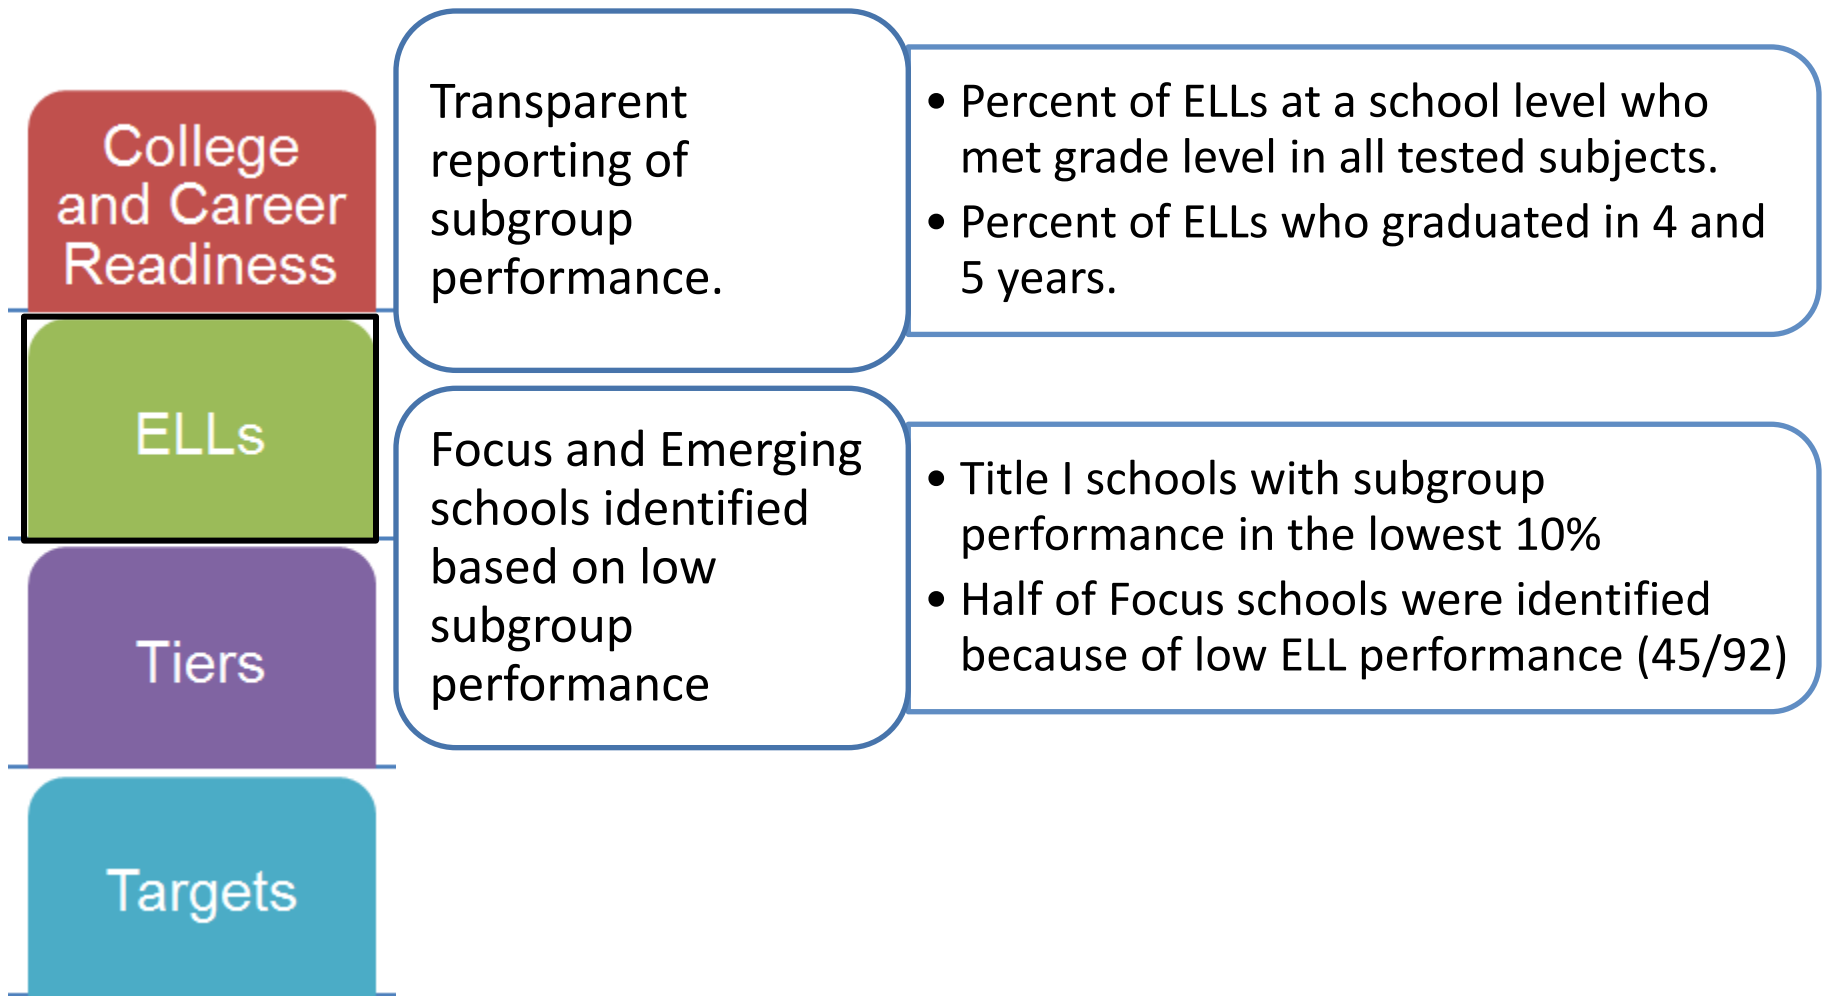 College
and Career
Readiness
ELLs
Tiers
Targets
Transparent
reporting of
subgroup
performance.
• Percent of ELLs at a school level who
met grade level in all tested subjects.
• Percent of ELLs who graduated in 4 and
5 years.
Focus and Emerging
schools identified
based on low
subgroup
performance
• Title I schools with subgroup
performance in the lowest 10%
• Half of Focus schools were identified
because of low ELL performance (45/92)